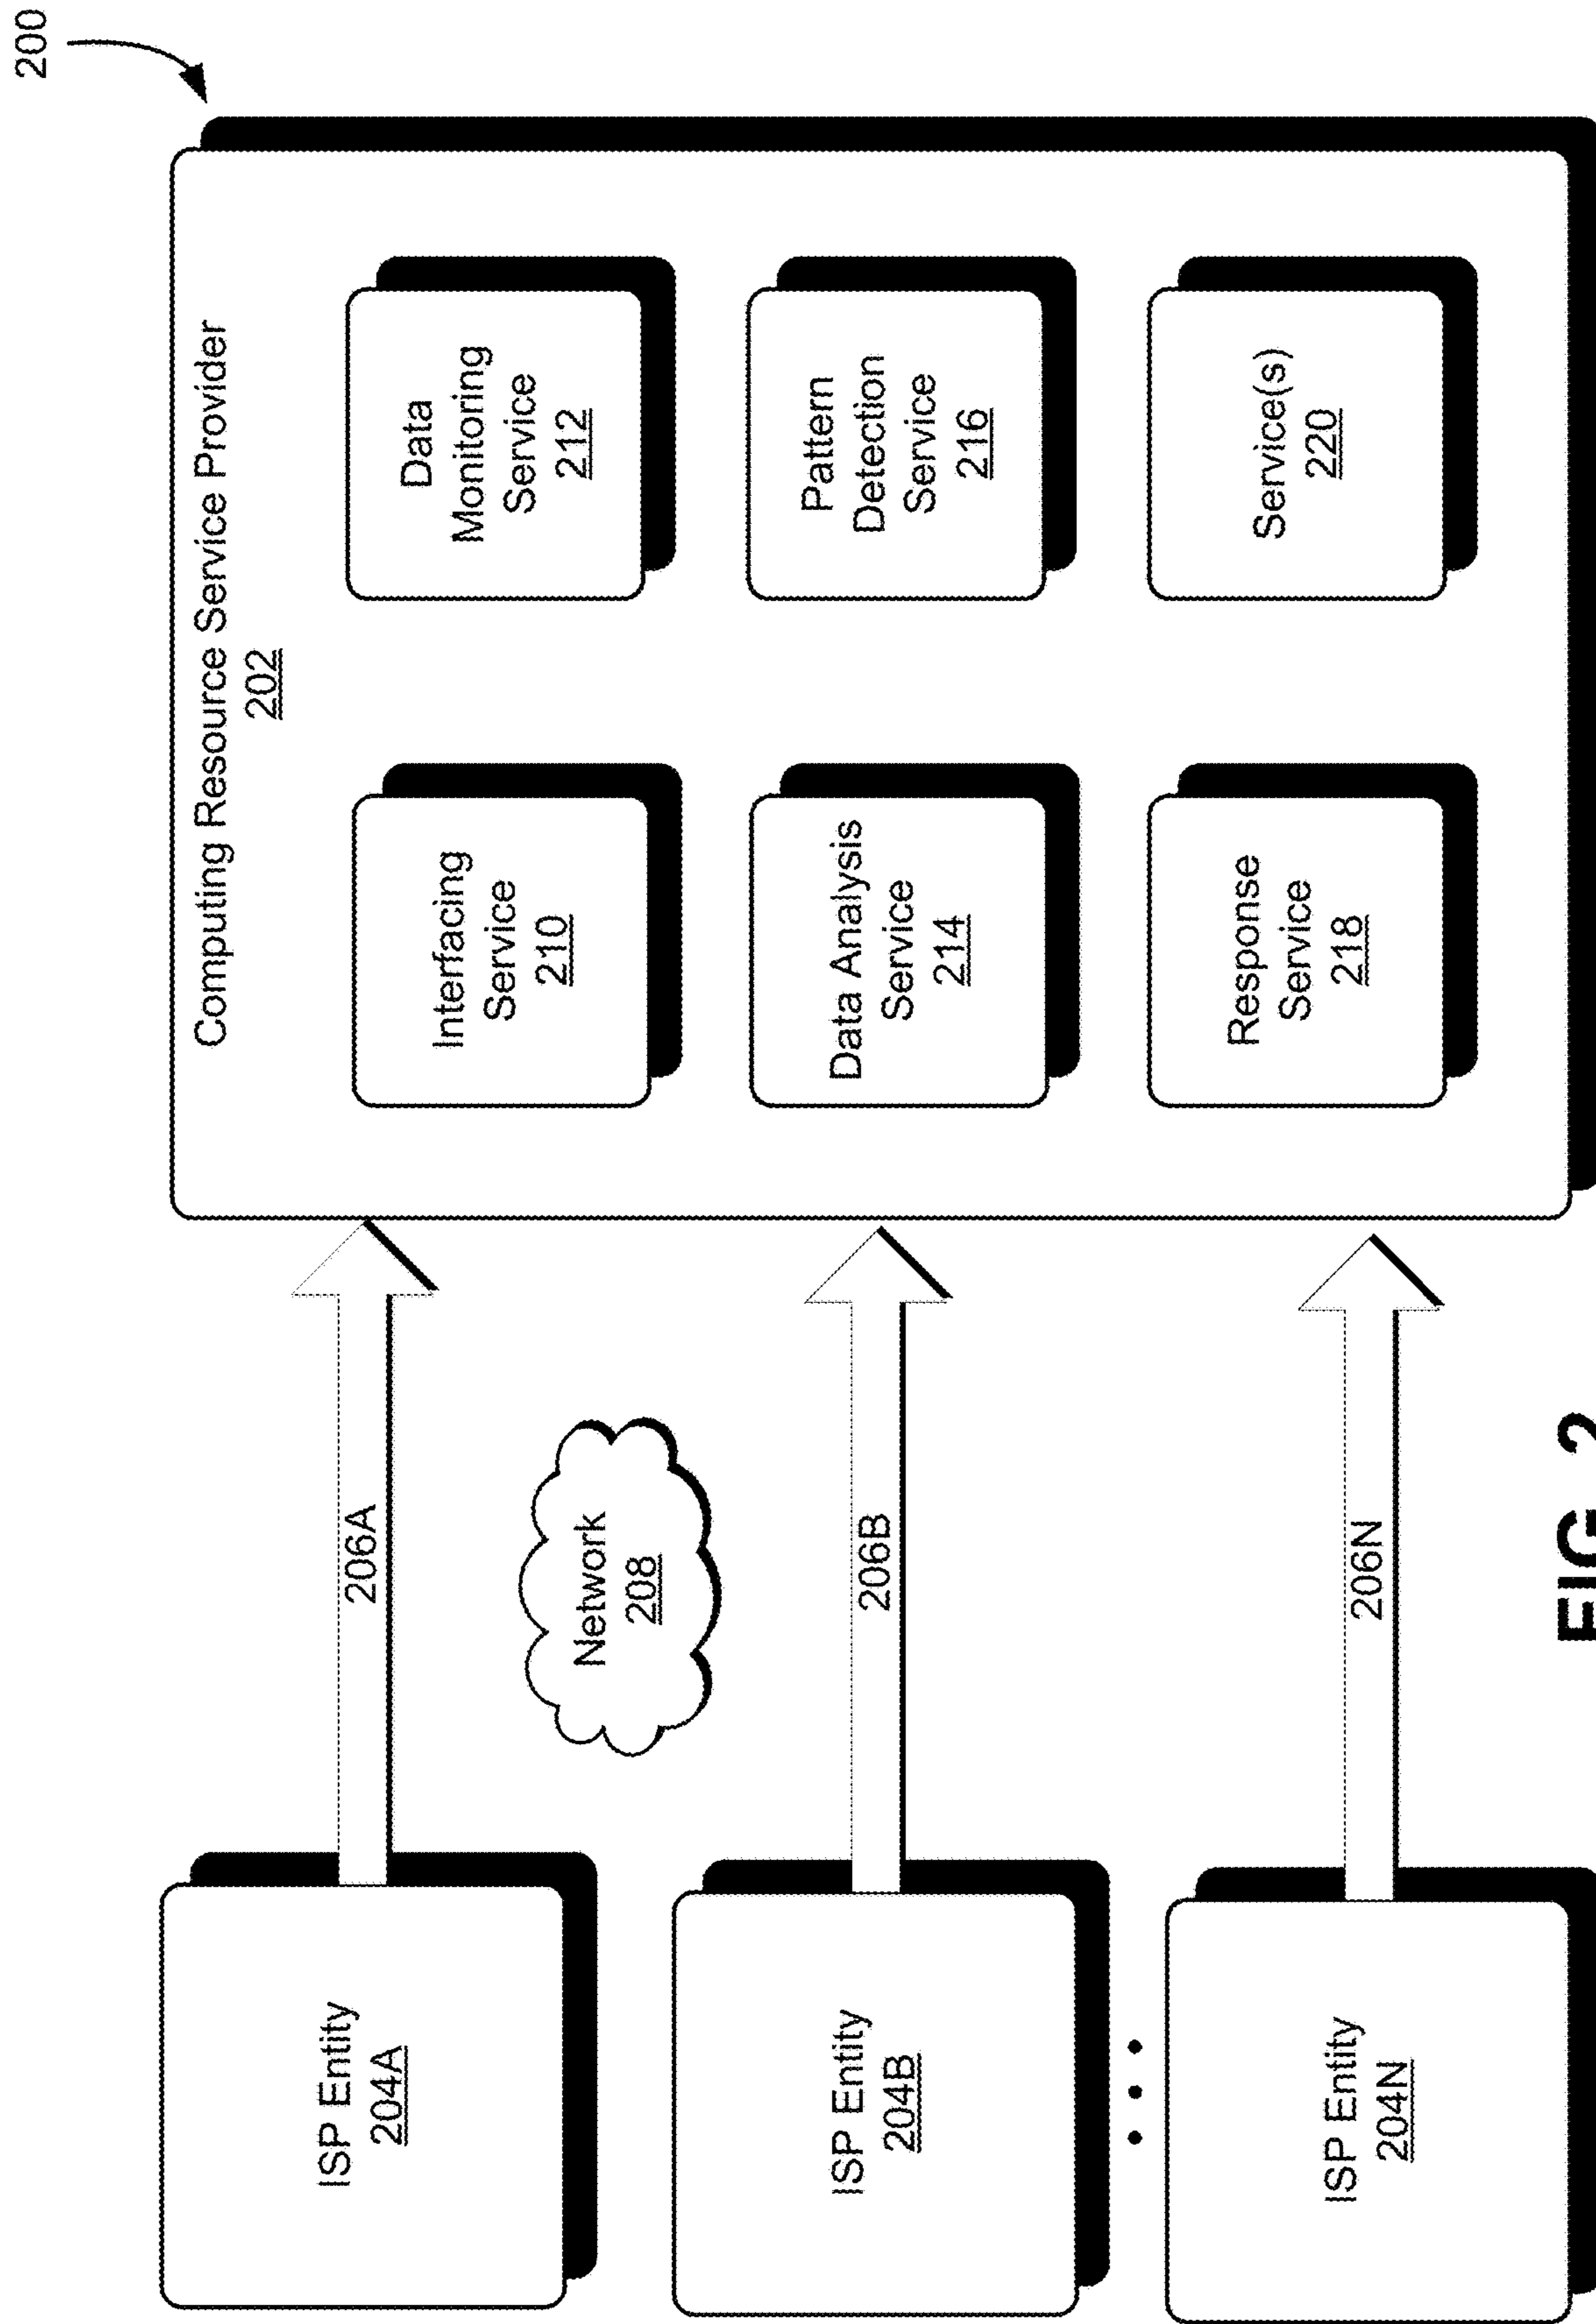 200
Computing Resource Service Provider
202
ISP Entity
204A
206A
Interfacing
Service
210
Data
Monitoring
Service
212
Network
208
ISP Entity
204B
206B
Data Analysis
Service
214
Pattern
Detection
Service
216
ISP Entity
204N
206N
Response
Service
218
Service(s)
220
FIG. 2